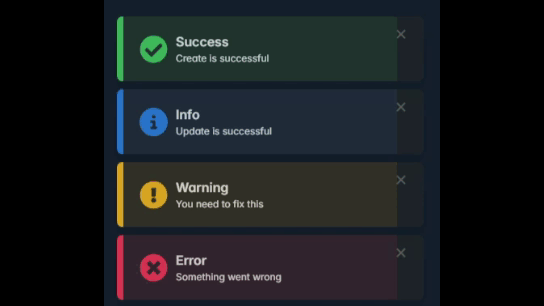 Success
Create is successful
Info
Update is successful
Warning
You need to fix this
Error
Something went wrong